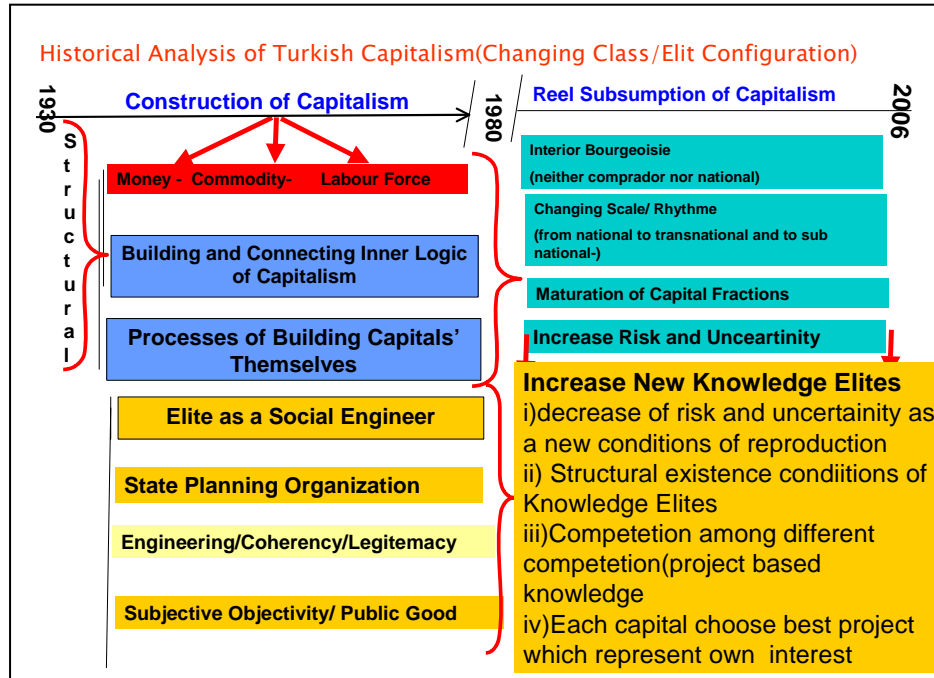 Historical Analysis of Turkish Capitalism(Changing Class/Elit Configuration)
1930
Construction of Capitalism
1980
Reel Subsumption of Capitalism
2006
Structural
Money - Commodity- Labour Force
Building and Connecting Inner Logic
of Capitalism
Processes of Building Capitals'
Themselves
Elite as a Social Engineer
State Planning Organization
Engineering/Coherency/Legitemacy
Subjective Objectivity/ Public Good
Interior Bourgeoisie
(neither comprador nor national)
Changing Scale/ Rhythme
(from national to transnational and to sub
national-)
Maturation of Capital Fractions
Increase Risk and Uceartinity
Increase New Knowledge Elites
i)decrease of risk and uncertainity as
a new conditions of reproduction
ii) Structural existence condiitions of
Knowledge Elites
iii)Competetion among different
competetion(project based
knowledge
iv)Each capital choose best project
which represent own interest